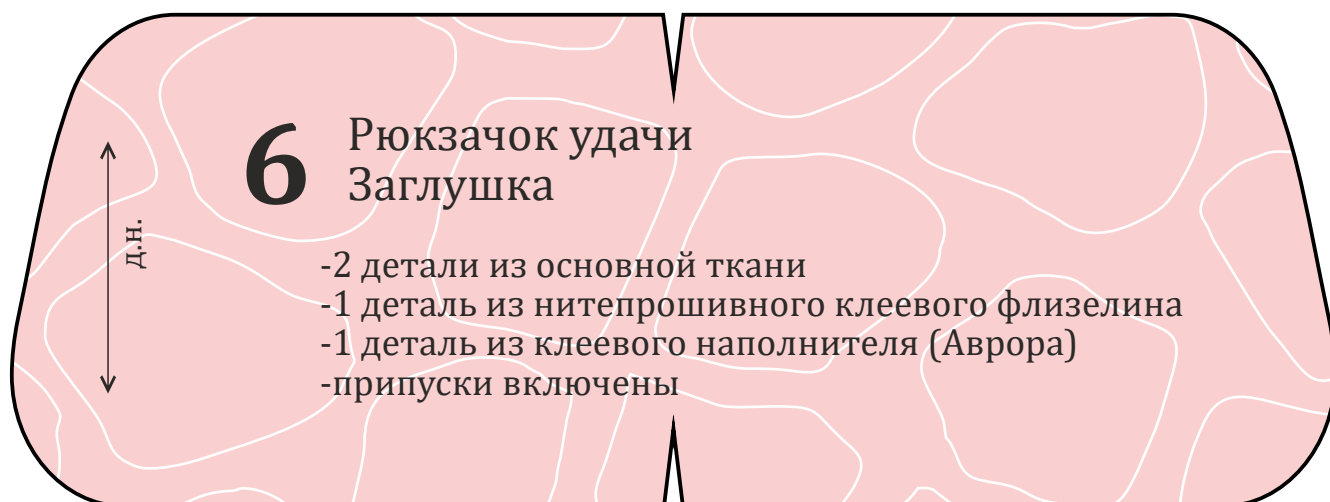 6
Рюкзачок удачи
Заглушка
д.н.
-2 детали из основной ткани
-1 деталь из нитепрошивного клеевого флизелина
-1 деталь из клеевого наполнителя (Аврора)
-припуски включены